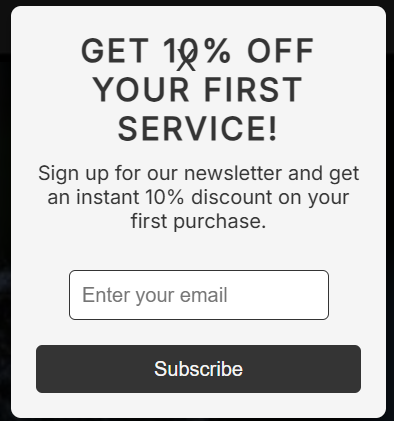 GET 10% OFF
YOUR FIRST
SERVICE!
X
Sign up for our newsletter and get
an instant 10% discount on your
first purchase.
Enter your email
Subscribe